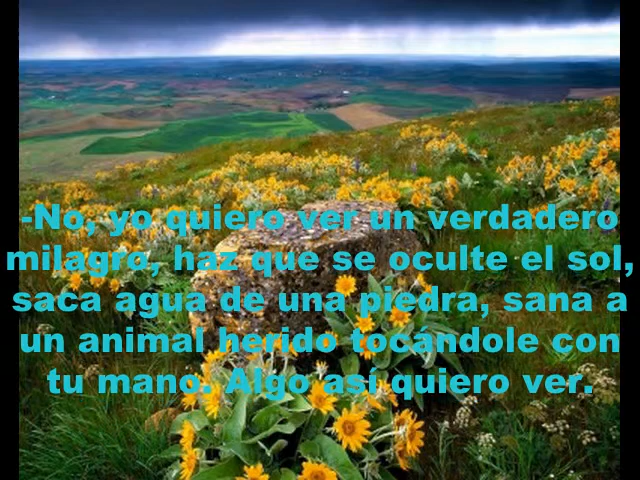 -No, yo quiero ver un verdadero
milagro, haz que se oculte el sol,
saca agua de una piedra, sana a
un animal herido tocándole con
tu mano. Algo así quiero ver.